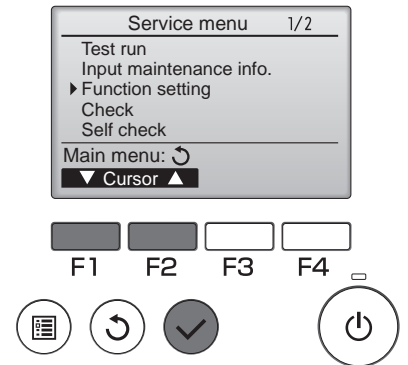 Service menu 1/2
Test run
Input maintenance info.
Function setting
Check
Self check
Main menu:
▼ Cursor ▲
F1 F2 F3 F4